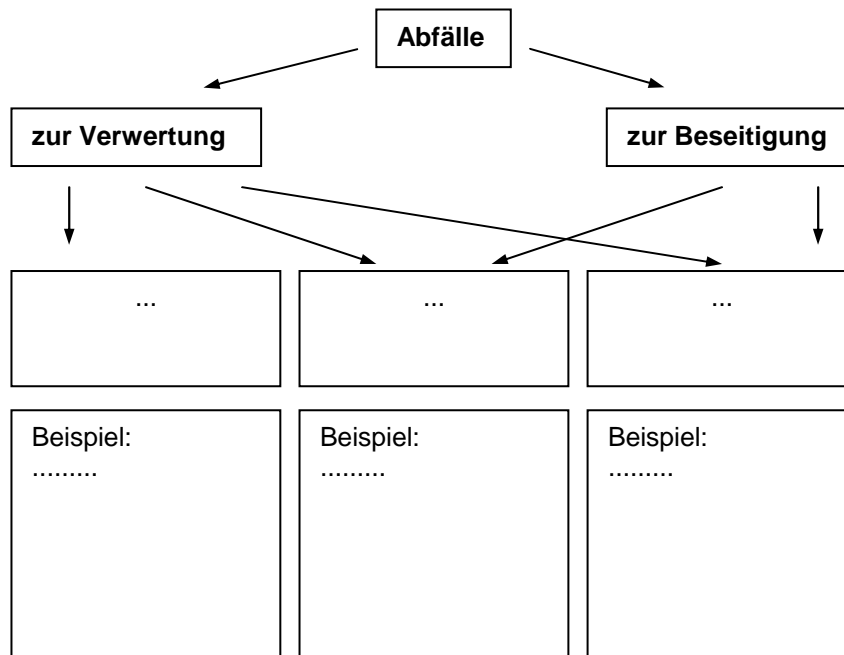 Abfälle
zur Verwertung
zur Beseitigung
...
...
...
Beispiel:
.........
Beispiel:
.........
Beispiel:
.........